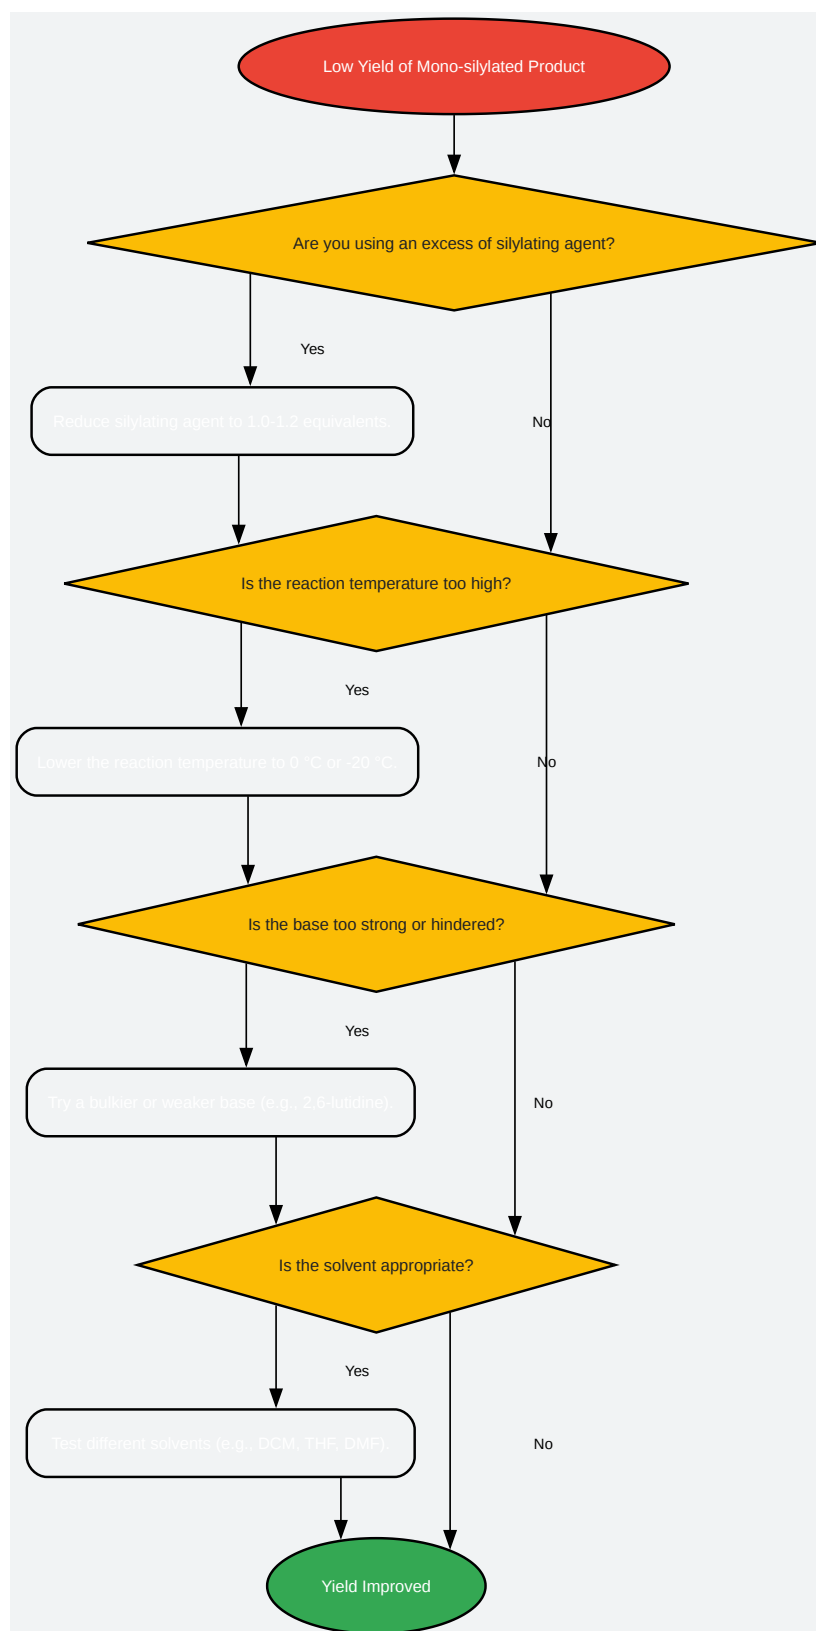 Low Yield of Mono-silylated Product
Are you using an excess of silylating agent?
Yes
Reduce silylating agent to 1.0-1.2 equivalents.
No
Is the reaction temperature too high?
Yes
Lower the reaction temperature to 0 °C or -20 °C.
No
Is the base too strong or hindered?
Yes
Try a bulkier or weaker base (e.g., 2,6-lutidine).
No
Is the solvent appropriate?
Yes
Test different solvents (e.g., DCM, THF, DMF).
No
Yield Improved